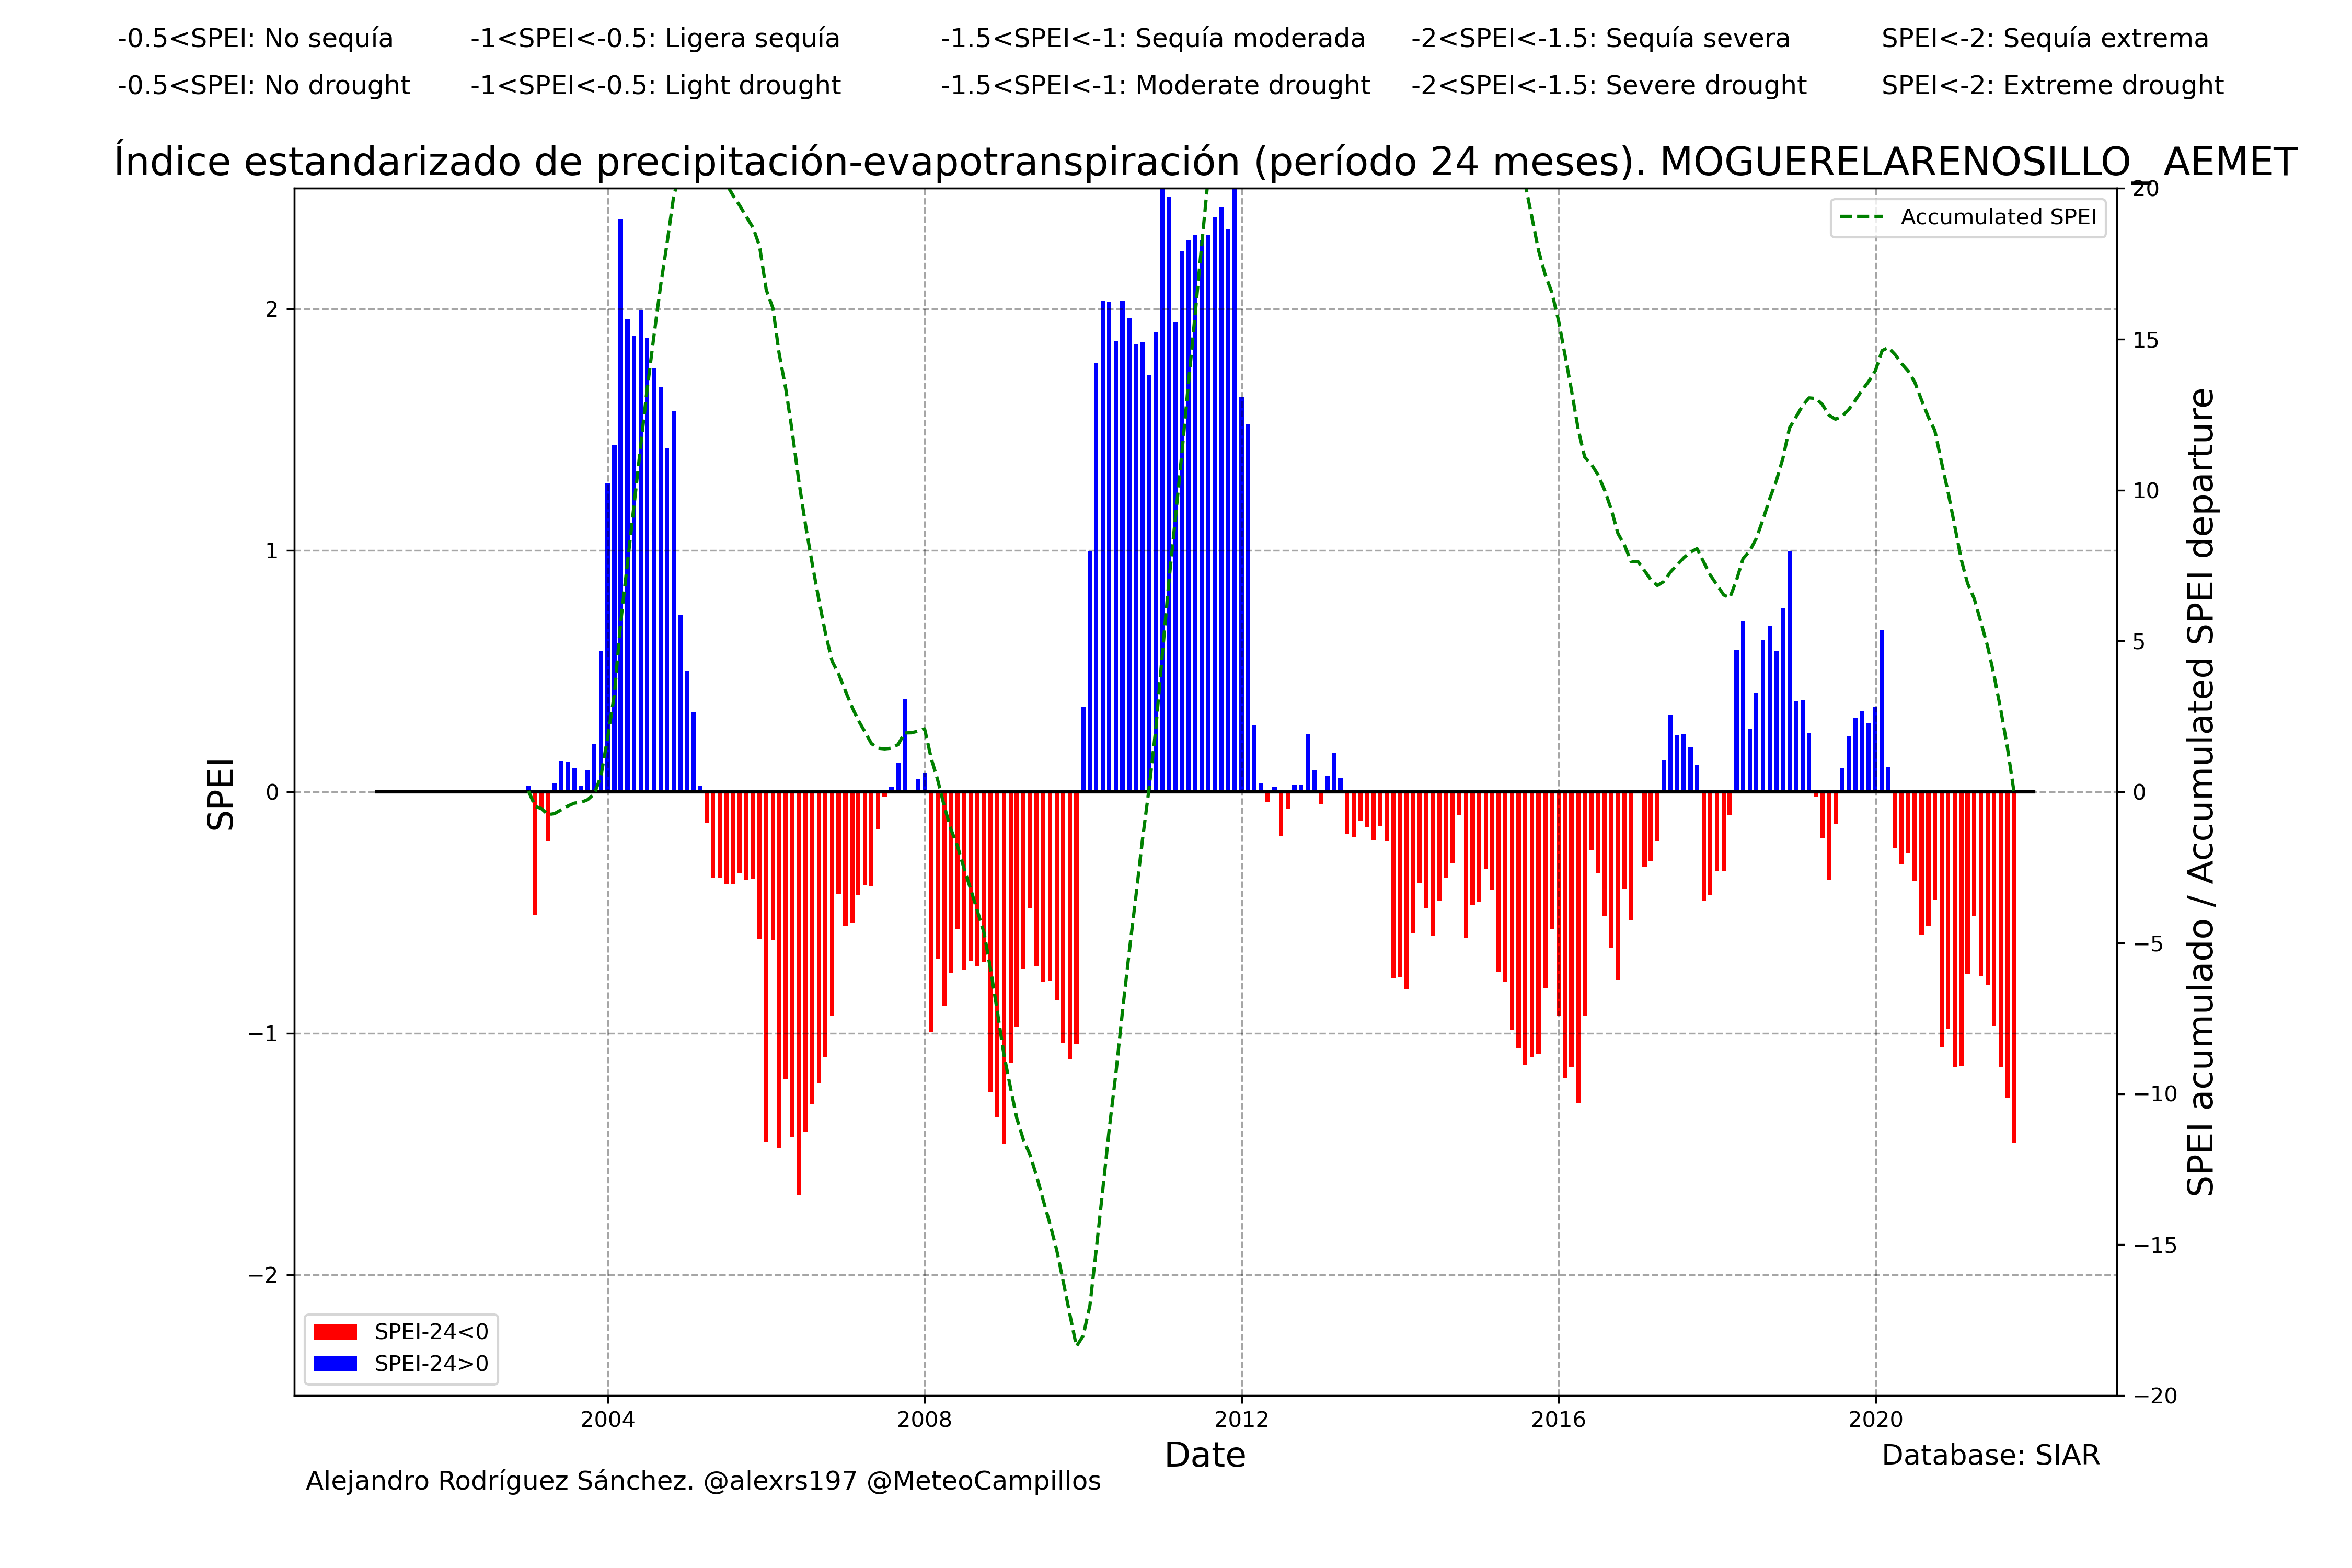 -0.5<SPEI: No sequía -1<SPEI<-0.5: Ligera sequía -1.5<SPEI<-1: Sequía moderada -2<SPEI<-1.5: Sequía severa SPEI<-2: Sequía extrema
-0.5<SPEI: No drought -1<SPEI<-0.5: Light drought -1.5<SPEI<-1: Moderate drought -2<SPEI<-1.5: Severe drought SPEI<-2: Extreme drought
Índice estandarizado de precipitación-evapotranspiración (período 24 meses). MOGUERELARENOSILLO_ AEMET
Accumulated SPEI
2
1
0
−1
−2
SPEI
20
15
10
5
0
−5
−10
−15
−20
SPEI acumulado / Accumulated SPEI departure
SPEI-24<0
SPEI-24>0
2004 2008 2012 2016 2020
Date
Database: SIAR
Alejandro Rodríguez Sánchez. @alexrs197 @MeteoCampillos